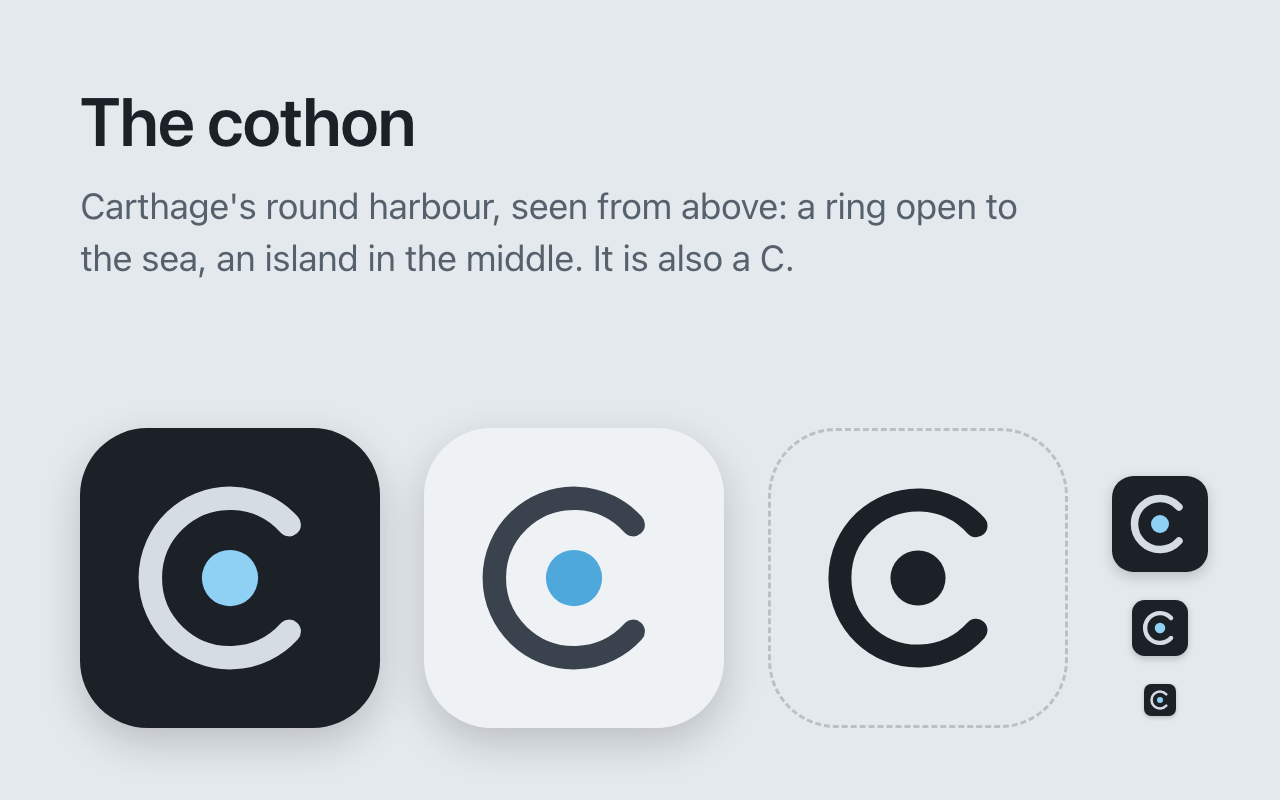 The cothon
Carthage's round harbour, seen from above: a ring open to
the sea, an island in the middle. It is also a C.